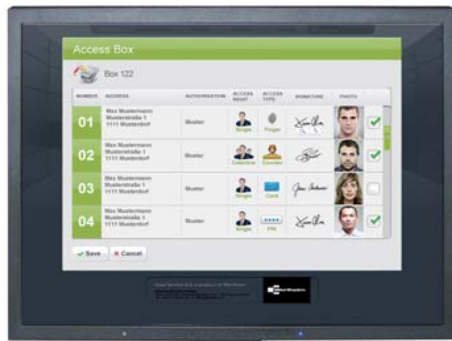 Access Box
Box 122
NUMBER ADDRESS AUTHORISATION ACCESS RIGHT ACCESS TYPE SIGNATURE PHOTO
01 Max Mustermann Musterstraße 1 1111 Musterdorf Muster Single Finger
02 Max Mustermann Musterstraße 1 1111 Musterdorf Muster Collective Counter
03 Max Mustermann Musterstraße 1 1111 Musterdorf Muster Single Card
04 Max Mustermann Musterstraße 1 1111 Musterdorf Muster Single PIN
Save Cancel